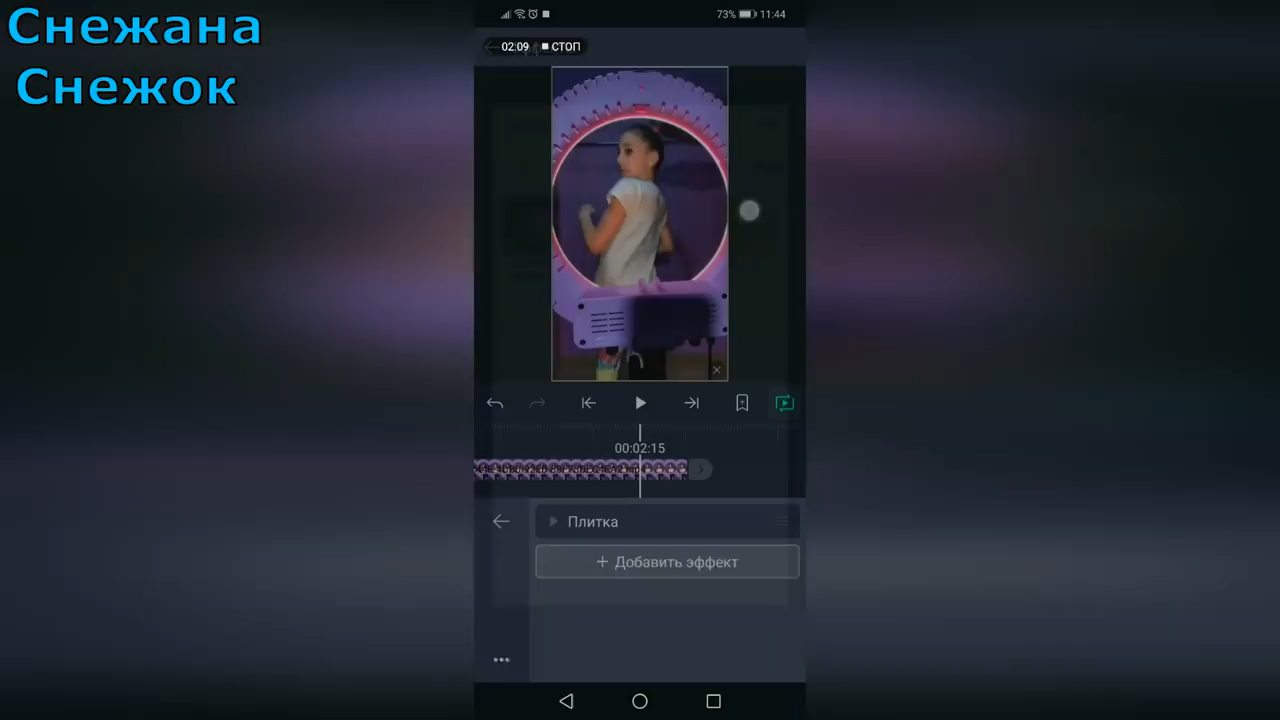 Снежана
Снежок
73% 11:44
02:09 СТОП
00:02:15
Плитка
+ Добавить эффект